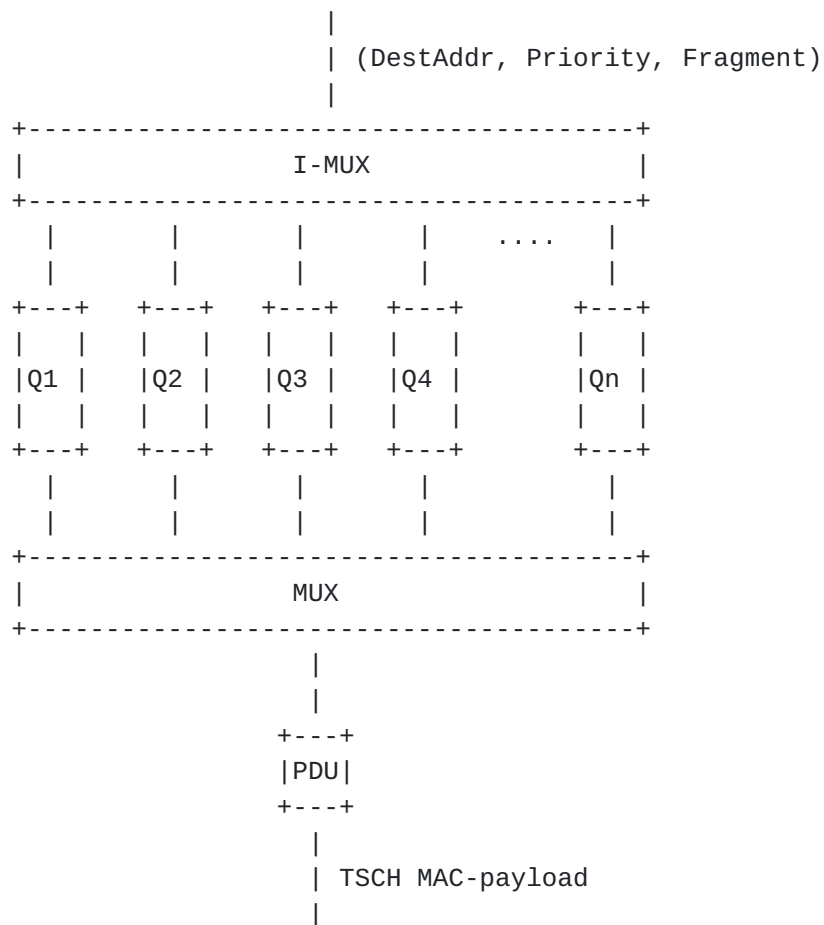 (DestAddr, Priority, Fragment)
I-MUX
....
Q1 Q2 Q3 Q4 Qn
MUX
PDU
TSCH MAC-payload